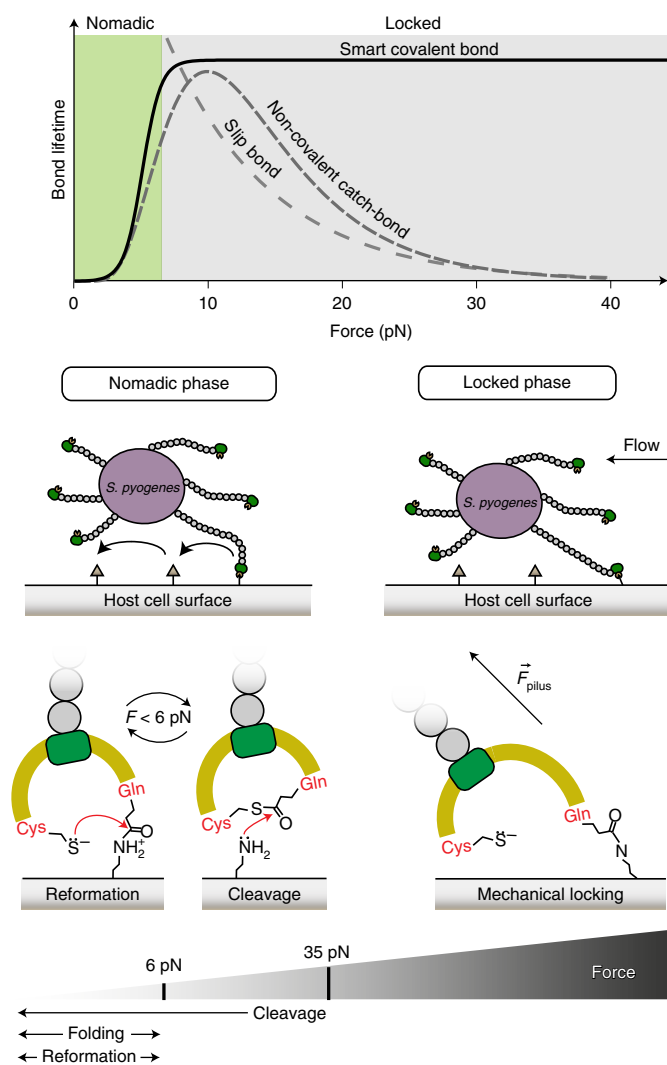 Nomadic
Locked
Smart covalent bond
Non-covalent catch-bond
Slip bond
Bond lifetime
0
10
20
30
40
Force (pN)
Nomadic phase
Locked phase
Flow
S. pyogenes
S. pyogenes
Host cell surface
Host cell surface
F < 6 pN
F pilus
Gln
Cys
S
O
NH2+
Gln
Cys
S
O
NH2
Gln
Cys
S
O
N
Reformation
Cleavage
Mechanical locking
6 pN
35 pN
Force
Cleavage
Folding
Reformation